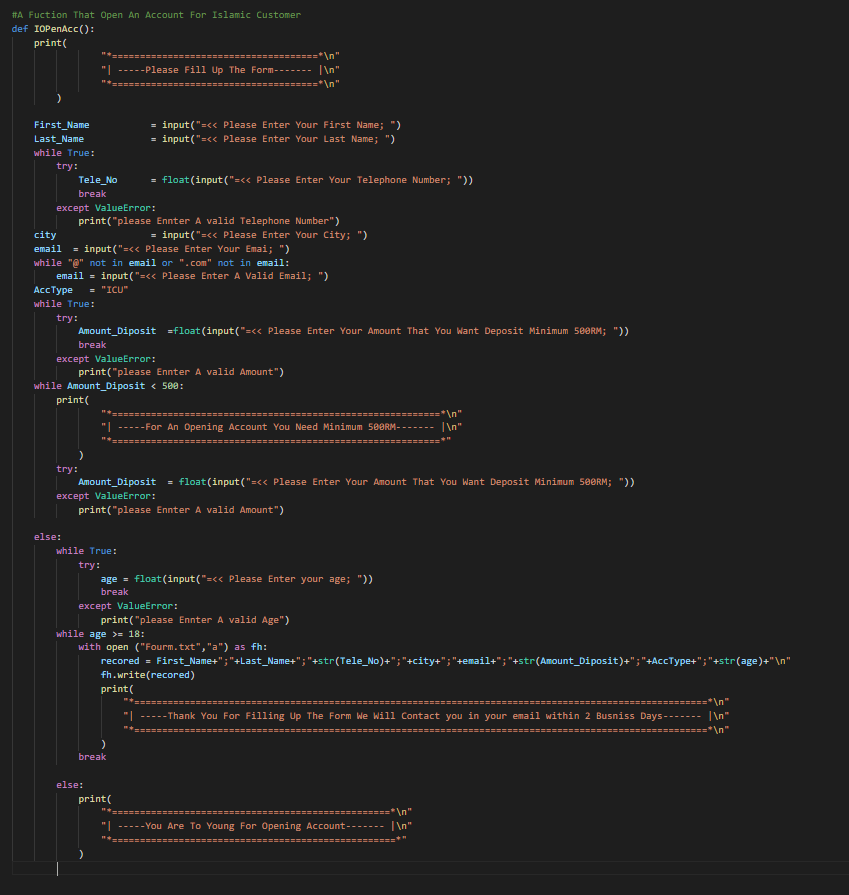 #A Fuction That Open An Account For Islamic Customer
def IOPenAcc():
    print(
            "*=====================================*\n"
            "| -----Please Fill Up The Form------- |\n"
            "*=====================================*\n"
        )

    First_Name           = input("=<< Please Enter Your First Name; ")
    Last_Name            = input("=<< Please Enter Your Last Name; ")
    while True:
        try:
            Tele_No      = float(input("=<< Please Enter Your Telephone Number; "))
            break
        except ValueError:
            print("please Ennter A valid Telephone Number")
    city                 = input("=<< Please Enter Your City; ")
    email  = input("=<< Please Enter Your Emai; ")
    while "@" not in email or ".com" not in email:
        email = input("=<< Please Enter A Valid Email; ")
    AccType   = "ICU"
    while True:
        try:
            Amount_Diposit  =float(input("=<< Please Enter Your Amount That You Want Deposit Minimum 500RM; "))
            break
        except ValueError:
            print("please Ennter A valid Amount")
    while Amount_Diposit < 500:
        print(
                "*===========================================================*\n"
                "| -----For An Opening Account You Need Minimum 500RM------- |\n"
                "*===========================================================*"
            )
        try:
            Amount_Diposit  = float(input("=<< Please Enter Your Amount That You Want Deposit Minimum 500RM; "))
        except ValueError:
            print("please Ennter A valid Amount")

    else:
        while True:
            try:
                age = float(input("=<< Please Enter your age; "))
                break
            except ValueError:
                print("please Ennter A valid Age")
        while age >= 18:
            with open ("Fourm.txt","a") as fh:
                recored = First_Name+";"+Last_Name+";"+str(Tele_No)+";"+city+";"+email+";"+str(Amount_Diposit)+";"+AccType+";"+str(age)+"\n"
                fh.write(recored)
                print(
                    "*=======================================================================================================*\n"
                    "| -----Thank You For Filling Up The Form We Will Contact you in your email within 2 Busniss Days------- |\n"
                    "*=======================================================================================================*\n"
                )
            break

        else:
            print(
                "*==================================================*\n"
                "| -----You Are To Young For Opening Account------- |\n"
                "*===================================================*"
            )